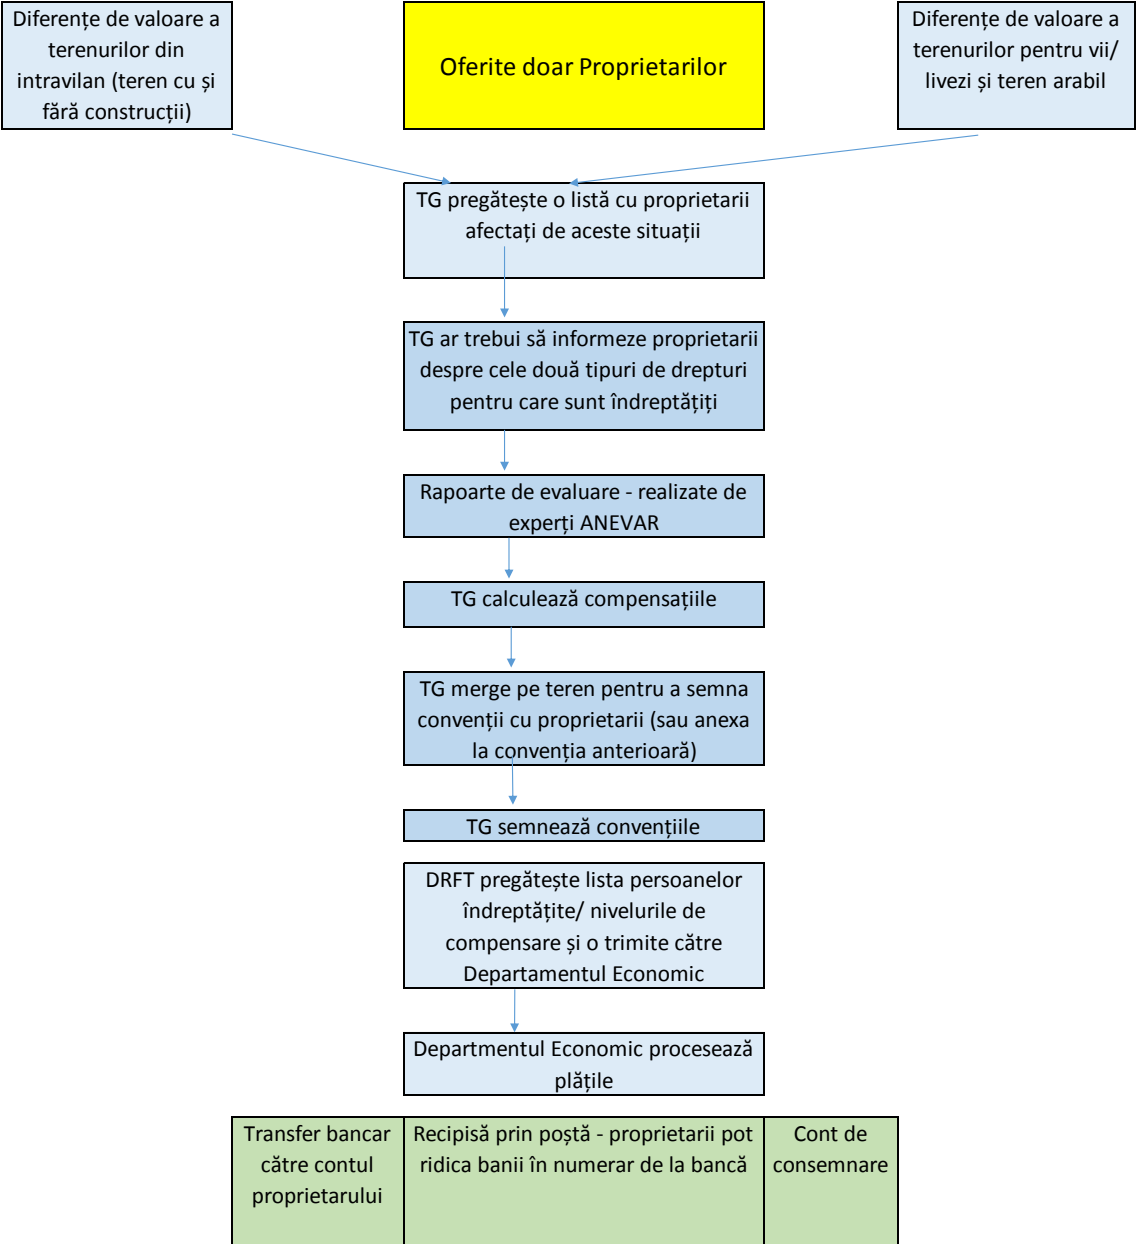 Diferențe de valoare a
terenurilor din
intravilan (teren cu și
fără construcții)
Oferite doar Proprietarilor
Diferențe de valoare a
terenurilor pentru vii/
livezi și teren arabil
TG pregătește o listă cu proprietarii
afectați de aceste situații
TG ar trebui să informeze proprietarii
despre cele două tipuri de drepturi
pentru care sunt îndreptățiți
Rapoarte de evaluare - realizate de
experți ANEVAR
TG calculează compensațiile
TG merge pe teren pentru a semna
convenții cu proprietarii (sau anexa
la convenția anterioară)
TG semnează convențiile
DRFT pregătește lista persoanelor
îndreptățite/ nivelurile de
compensare și o trimite către
Departamentul Economic
Departmentul Economic procesează
plățile
Transfer bancar
către contul
proprietarului
Recipisă prin poștă - proprietarii pot
ridica banii în numerar de la bancă
Cont de
consemnare